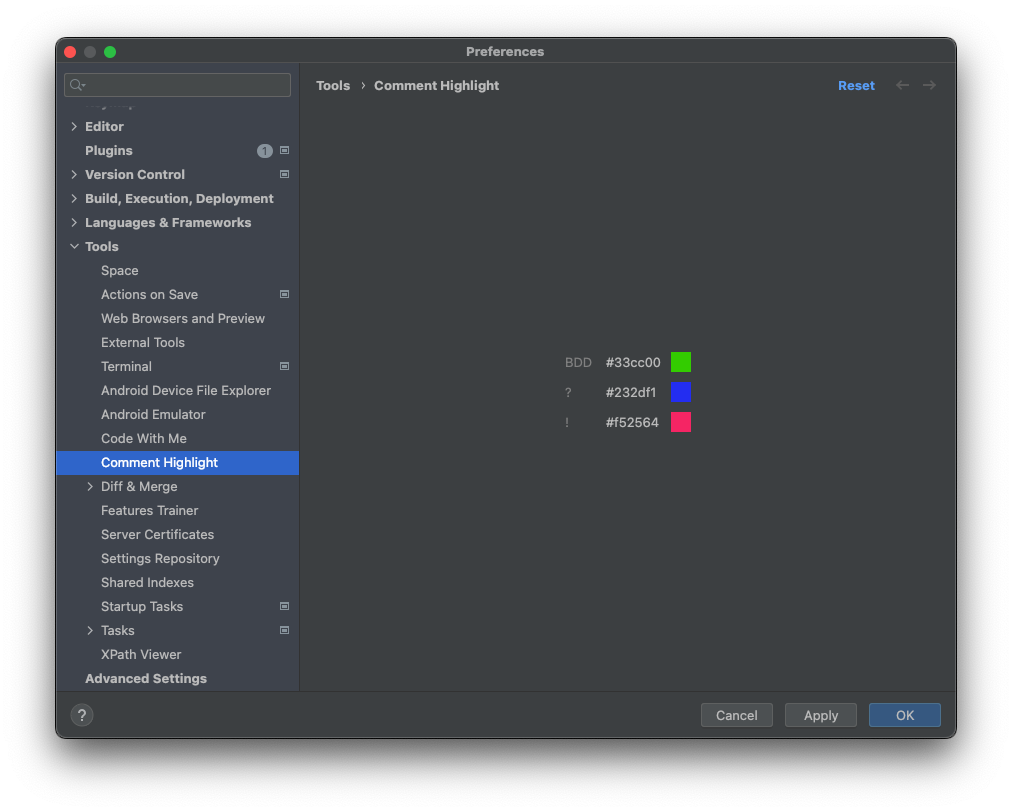 Preferences
Tools › Comment Highlight
Reset
Editor
Plugins 1
Version Control
Build, Execution, Deployment
Languages & Frameworks
Tools
Space
Actions on Save
Web Browsers and Preview
External Tools
Terminal
Android Device File Explorer
Android Emulator
Code With Me
Comment Highlight
Diff & Merge
Features Trainer
Server Certificates
Settings Repository
Shared Indexes
Startup Tasks
Tasks
XPath Viewer
Advanced Settings
BDD #33cc00
? #232df1
! #f52564
?
Cancel
Apply
OK